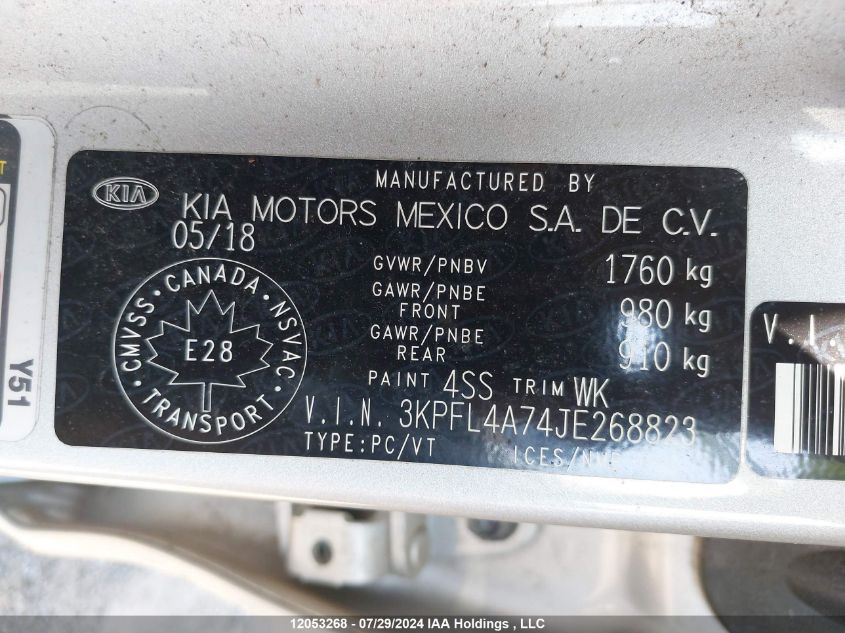 MANUFACTURED BY
KIA
KIA MOTORS MEXICO S.A. DE C.V.
05/18
GVWR/PNBV 1760 kg
GAWR/PNBE FRONT 980 kg
GAWR/PNBE REAR 910 kg
CANADA · NSVAC · TRANSPORT · CMVSS ·
E28
PAINT 4SS TRIM WK
V.I.N. 3KPFL4A74JE268823
TYPE:PC/VT
Y51
V.I.
12053268 - 07/29/2024 IAA Holdings , LLC